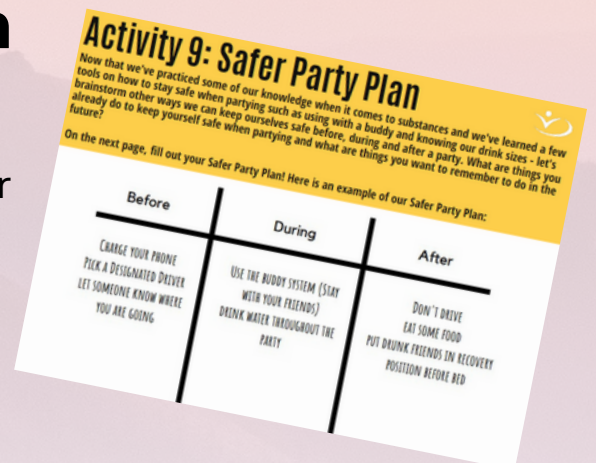 n
r
Activity 9: Safer Party Plan
Now that we've practiced some of our knowledge when it comes to substances and we've learned a few
tools on how to stay safe when partying such as using with a buddy and knowing our drink sizes - let's
brainstorm other ways we can keep ourselves safe before, during and after a party. What are things you
already do to keep yourself safe when partying and what are things you want to remember to do in the
future?
On the next page, fill out your Safer Party Plan! Here is an example of our Safer Party Plan:
Before
Charge your phone
Pick a Designated Driver
Let someone know where
you are going
During
Use the buddy system (Stay
with your friends)
Drink water throughout the
party
After
Don't drive
Eat some food
Put drunk friends in recovery
position before bed